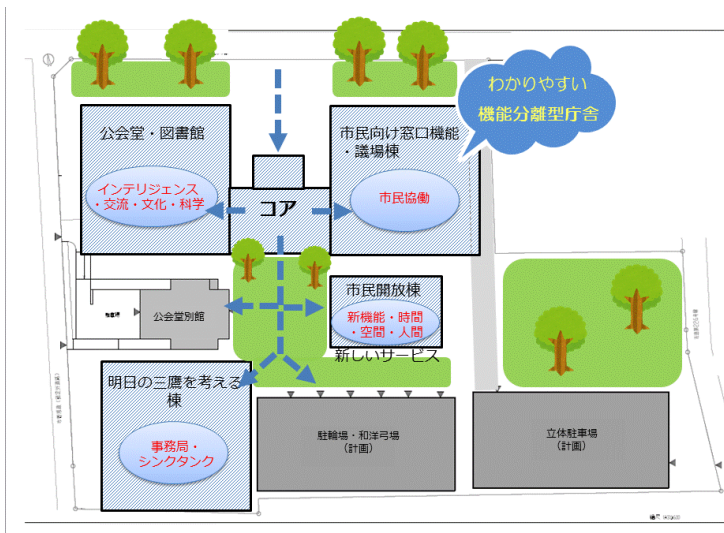 わかりやすい
機能分離型庁舎
公会堂・図書館
インテリジェンス
・交流・文化・科学
コア
市民向け窓口機能
・議場棟
市民協働
公会堂別館
市民開放棟
新機能・時間
・空間・人間
新しいサービス
明日の三鷹を考える
棟
事務局・
シンクタンク
駐輪場・和洋弓場
(計画)
立体駐車場
(計画)